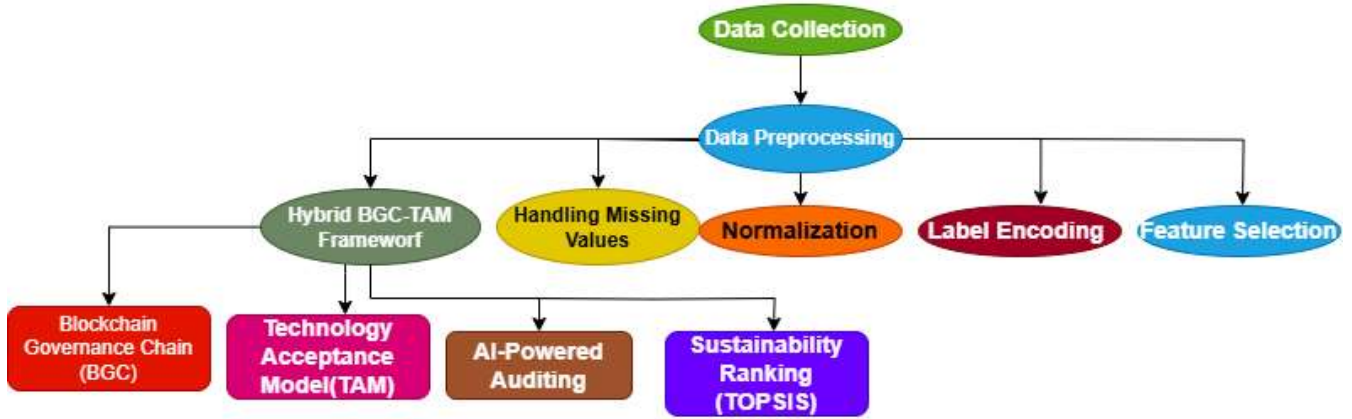 Data Collection
Data Preprocessing
Hybrid BGC-TAM
Frameworf
Handling Missing
Values
Normalization
Label Encoding
Feature Selection
Blockchain
Governance Chain
(BGC)
Technology
Acceptance
Model(TAM)
AI-Powered
Auditing
Sustainability
Ranking
(TOPSIS)